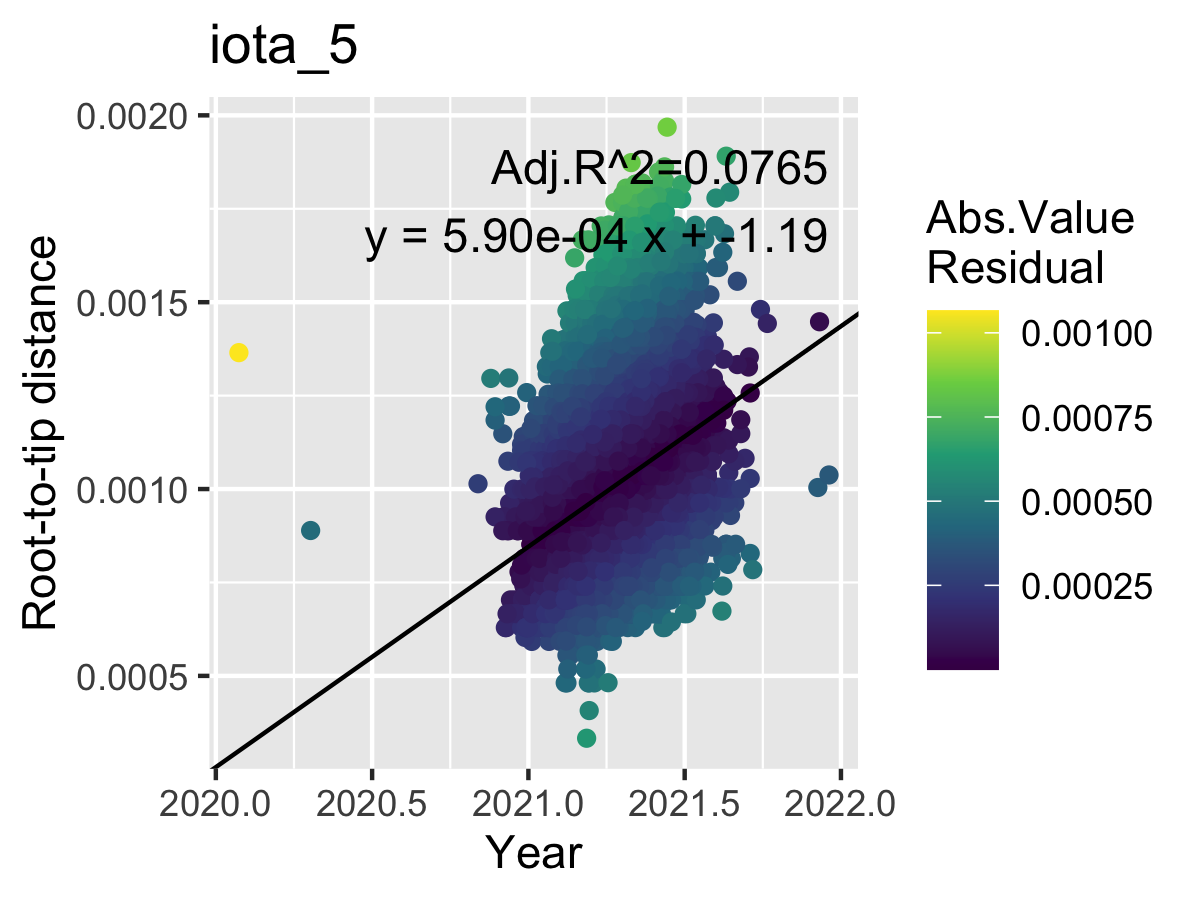 iota_5
0.0020
0.0015
0.0010
0.0005
Root-to-tip distance
Adj.R^2=0.0765
y = 5.90e-04 x + -1.19
2020.0 2020.5 2021.0 2021.5 2022.0
Year
Abs.Value
Residual
0.00100
0.00075
0.00050
0.00025